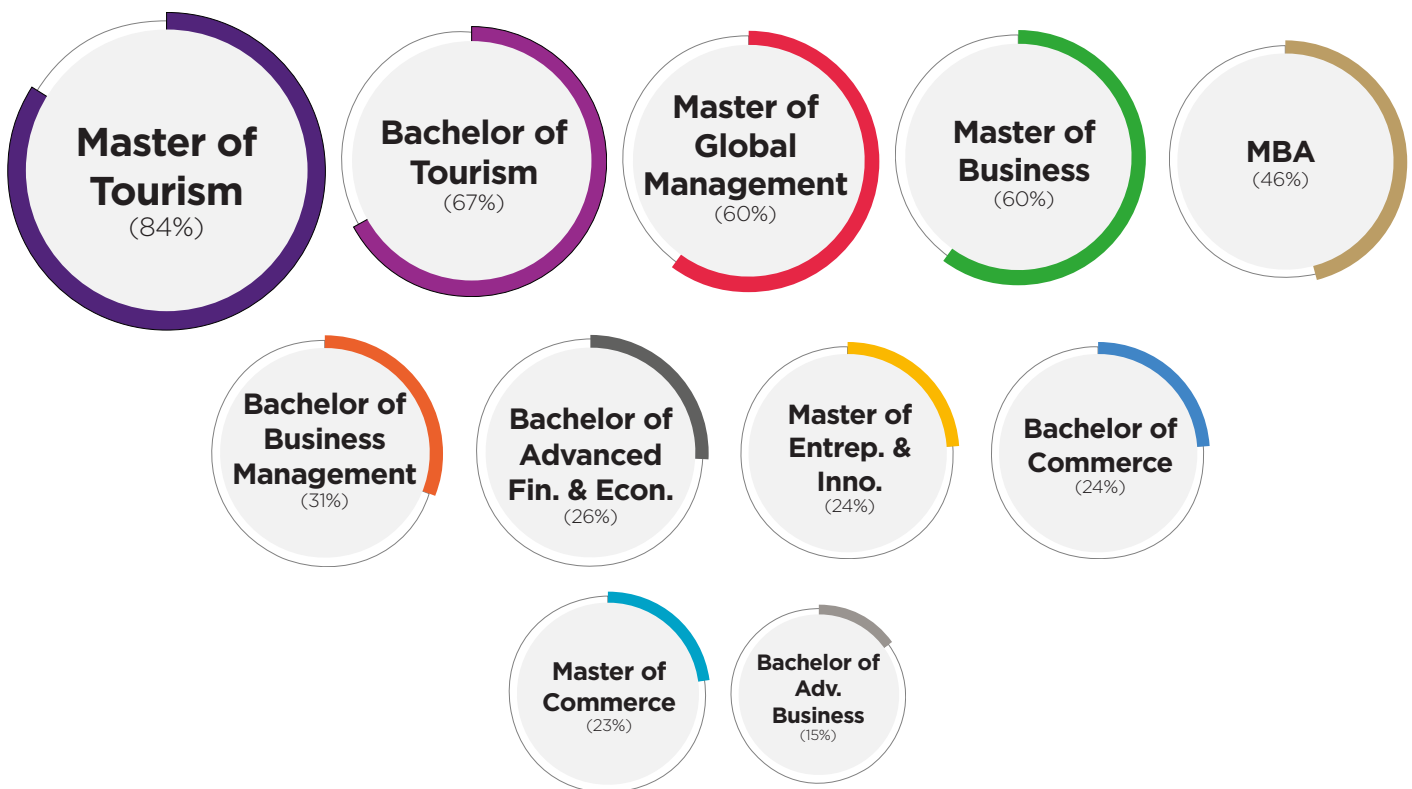 Master of
Tourism
(84%)
Bachelor of
Tourism
(67%)
Master of
Global
Management
(60%)
Master of
Business
(60%)
MBA
(46%)
Bachelor of
Business
Management
(31%)
Bachelor of
Advanced
Fin. & Econ.
(26%)
Master of
Entrep. &
Inno.
(24%)
Bachelor of
Commerce
(24%)
Master of
Commerce
(23%)
Bachelor of
Adv.
Business
(15%)